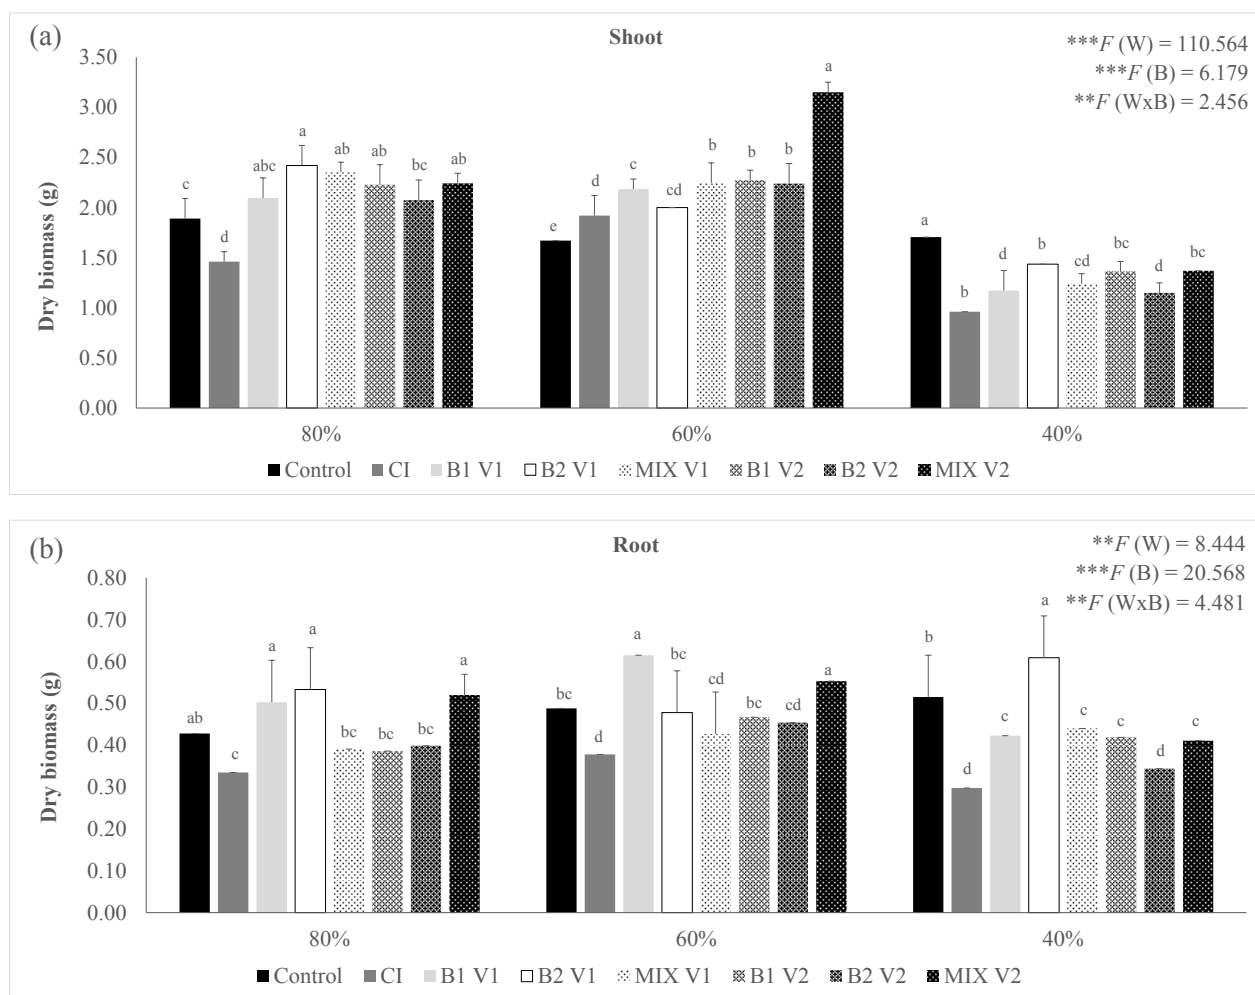 (a)
Shoot
***F (W) = 110.564
***F (B) = 6.179
**F (WxB) = 2.456
Dry biomass (g)
3.50
3.00
2.50
2.00
1.50
1.00
0.50
0.00
c d abc a ab ab bc ab
e d c cd b b b a
a b d b cd bc d bc
80% 60% 40%
Control CI B1 V1 B2 V1 MIX V1 B1 V2 B2 V2 MIX V2
(b)
Root
**F (W) = 8.444
***F (B) = 20.568
**F (WxB) = 4.481
Dry biomass (g)
0.80
0.70
0.60
0.50
0.40
0.30
0.20
0.10
0.00
ab c a a bc bc bc a
bc d a bc cd bc cd a
b d c a c c d c
80% 60% 40%
Control CI B1 V1 B2 V1 MIX V1 B1 V2 B2 V2 MIX V2